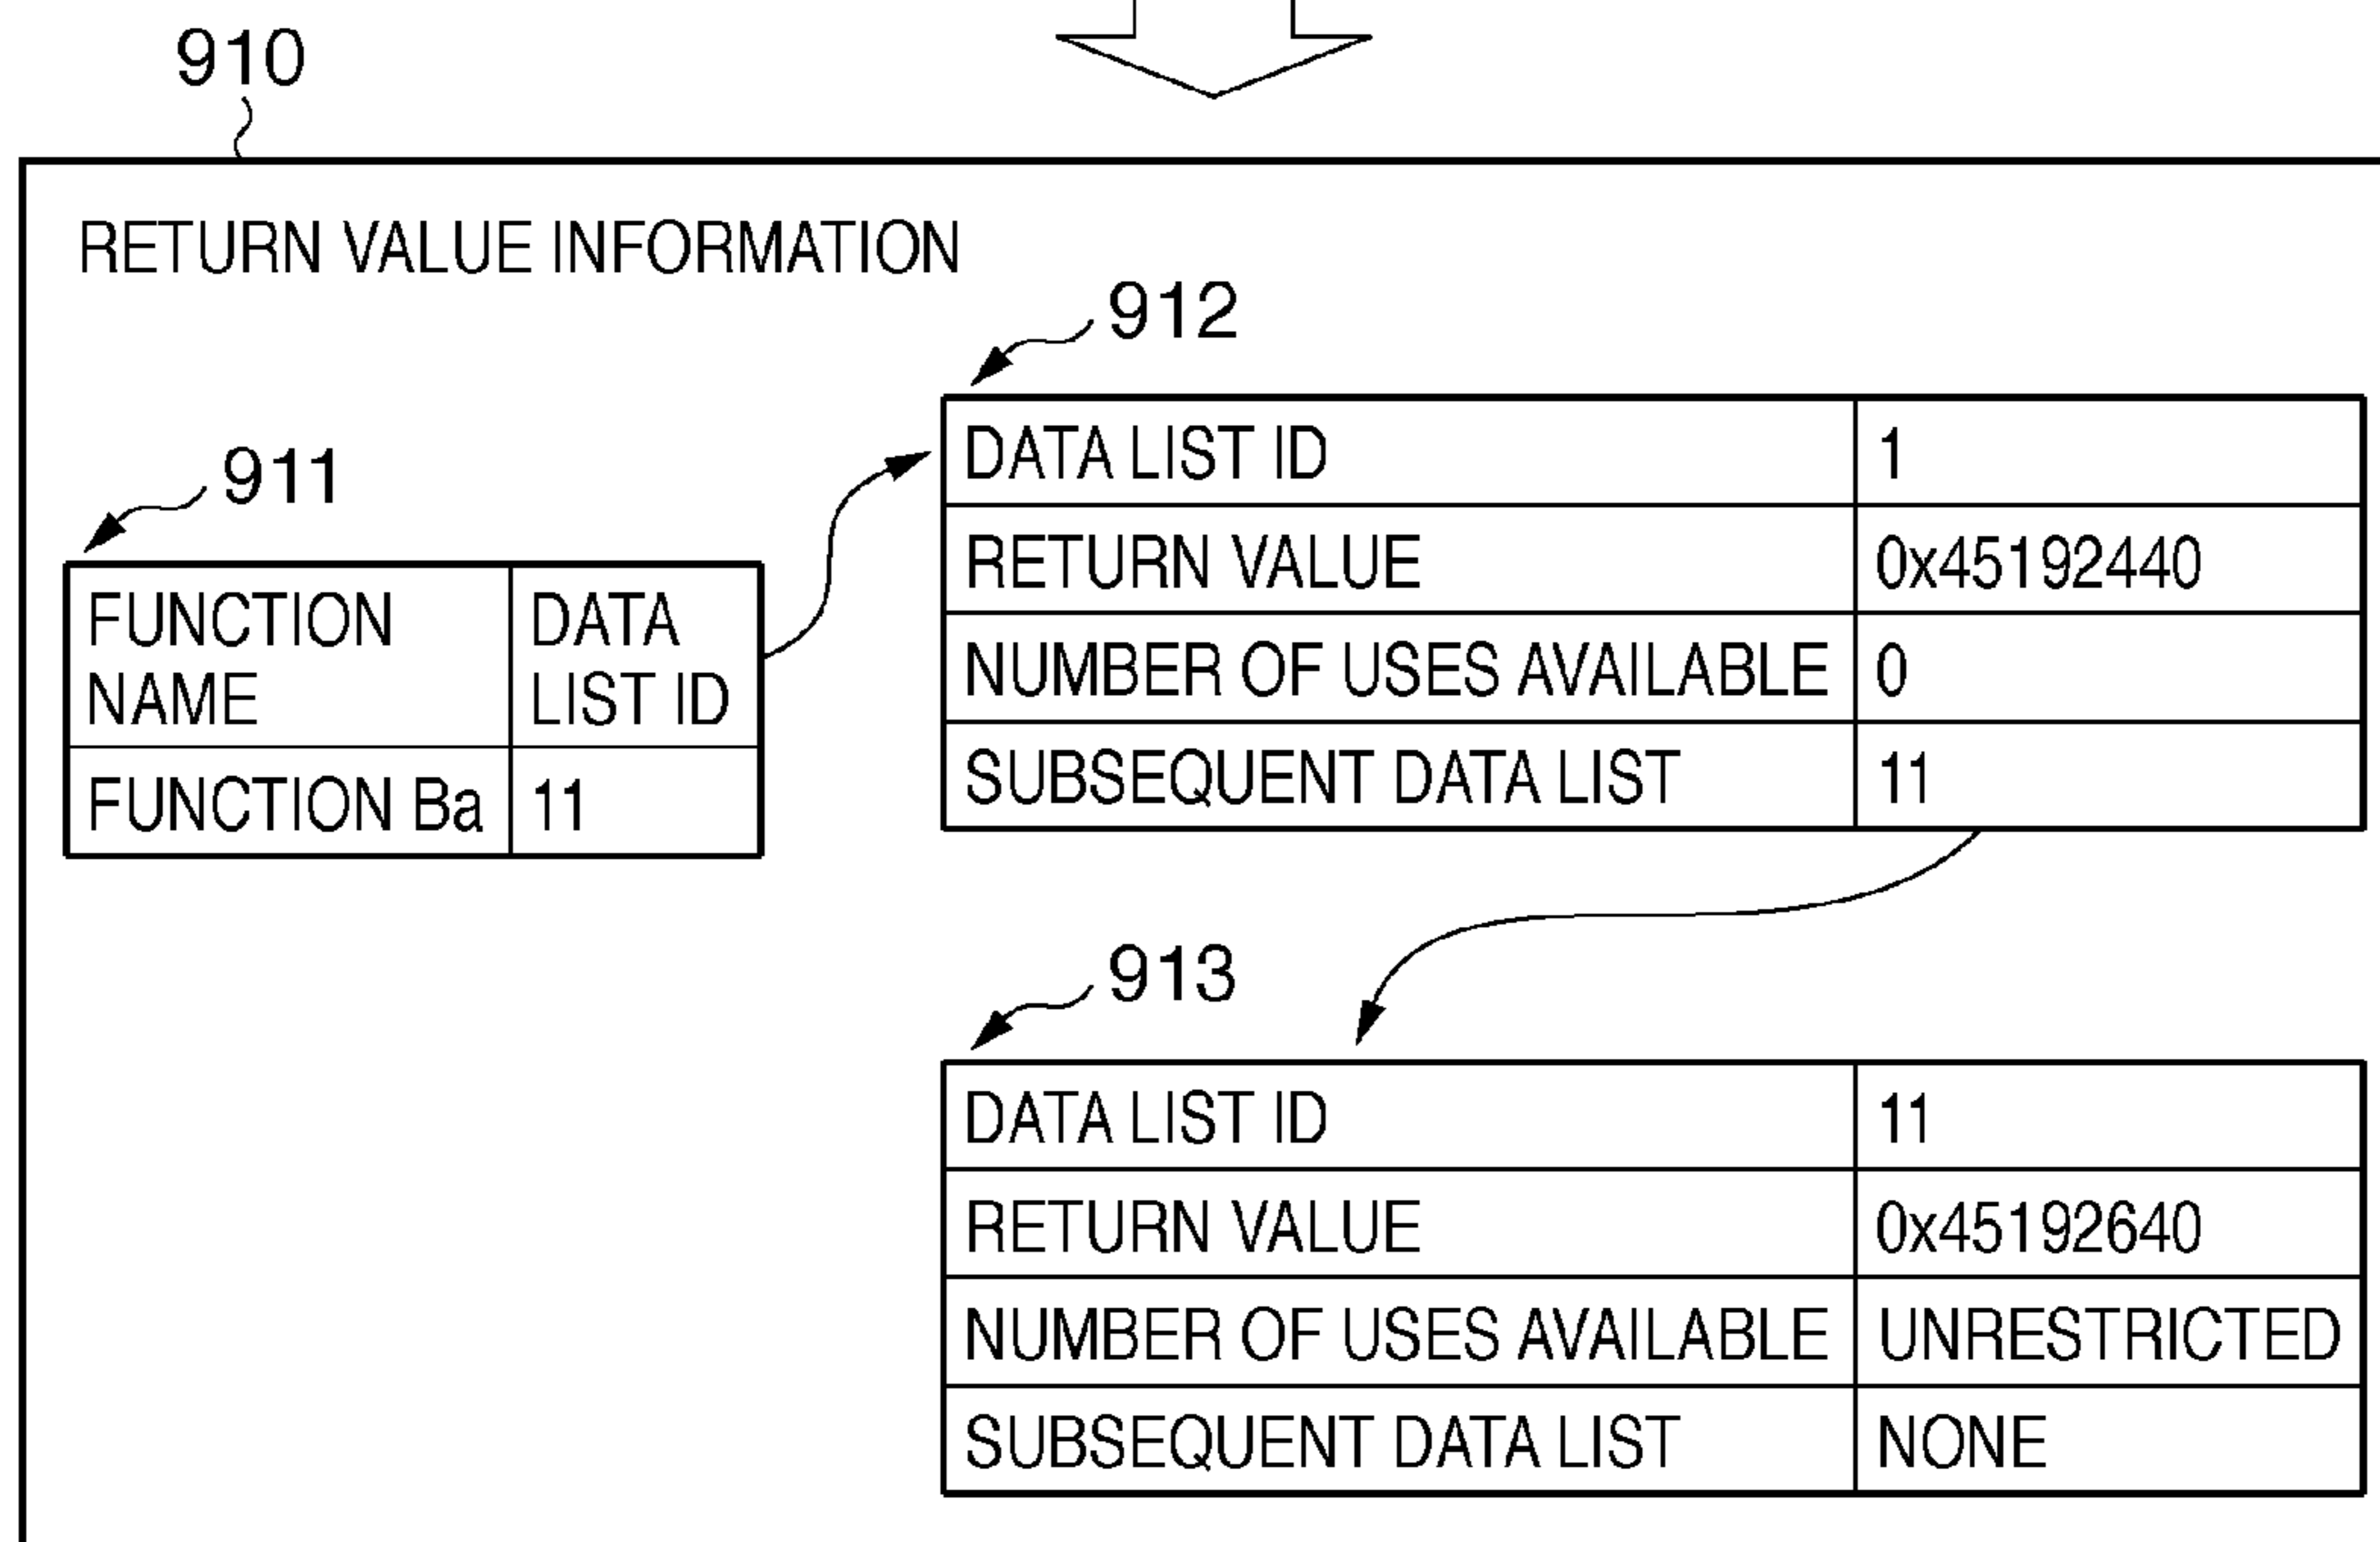 910
RETURN VALUE INFORMATION
912
DATA LIST ID 1
RETURN VALUE 0x45192440
NUMBER OF USES AVAILABLE 0
SUBSEQUENT DATA LIST 11
911
FUNCTION NAME DATA LIST ID
FUNCTION Ba 11
913
DATA LIST ID 11
RETURN VALUE 0x45192640
NUMBER OF USES AVAILABLE UNRESTRICTED
SUBSEQUENT DATA LIST NONE